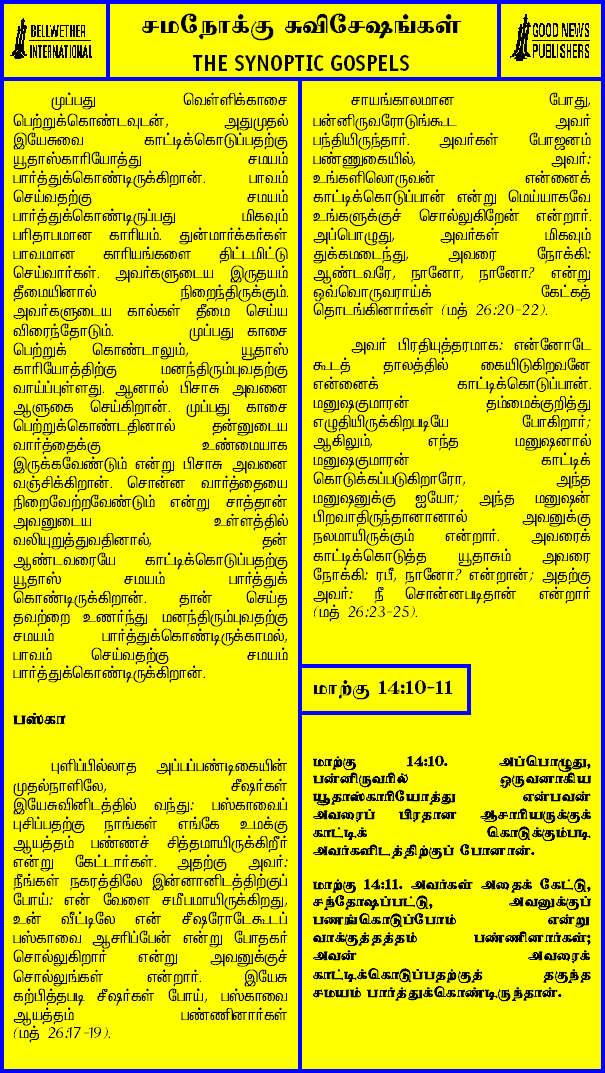 BELLWETHER
INTERNATIONAL
சமநோக்கு சுவிசேஷங்கள்
THE SYNOPTIC GOSPELS
GOOD NEWS
PUBLISHERS
முப்பது வெள்ளிக்காசை
பெற்றுக்கொண்டவுடன், அதுமுதல்
இயேசுவை காட்டிக்கொடுப்பதற்கு
யூதாஸ்காரியோத்து சமயம்
பார்த்துக்கொண்டிருக்கிறான். பாவம்
செய்வதற்கு சமயம்
பார்த்துக்கொண்டிருப்பது மிகவும்
பரிதாபமான காரியம். துன்மார்க்கர்கள்
பாவமான காரியங்களை திட்டமிட்டு
செய்வார்கள். அவர்களுடைய இருதயம்
தீமையினால் நிறைந்திருக்கும்.
அவர்களுடைய கால்கள் தீமை செய்ய
விரைந்தோடும். முப்பது காசை
பெற்றுக் கொண்டாலும், யூதாஸ்
காரியோத்திற்கு மனந்திரும்புவதற்கு
வாய்ப்புள்ளது. ஆனால் பிசாசு அவனை
ஆளுகை செய்கிறான். முப்பது காசை
பெற்றுக்கொண்டதினால் தன்னுடைய
வார்த்தைக்கு உண்மையாக
இருக்கவேண்டும் என்று பிசாசு அவனை
வஞ்சிக்கிறான். சொன்ன வார்த்தையை
நிறைவேற்றவேண்டும் என்று சாத்தான்
அவனுடைய உள்ளத்தில்
வலியுறுத்துவதினால், தன்
ஆண்டவரையே காட்டிக்கொடுப்பதற்கு
யூதாஸ் சமயம் பார்த்துக்
கொண்டிருக்கிறான். தான் செய்த
தவற்றை உணர்ந்து மனந்திரும்புவதற்கு
சமயம் பார்த்துக்கொண்டிருக்காமல்,
பாவம் செய்வதற்கு சமயம்
பார்த்துக்கொண்டிருக்கிறான்.
பஸ்கா
புளிப்பில்லாத அப்பப்பண்டிகையின்
முதல்நாளிலே, சீஷர்கள்
இயேசுவினிடத்தில் வந்து: பஸ்காவைப்
புசிப்பதற்கு நாங்கள் எங்கே உமக்கு
ஆயத்தம் பண்ணச் சித்தமாயிருக்கிறீர்
என்று கேட்டார்கள். அதற்கு அவர்:
நீங்கள் நகரத்திலே இன்னானிடத்திற்குப்
போய்: என் வேளை சமீபமாயிருக்கிறது,
உன் வீட்டிலே என் சீஷரோடேகூடப்
பஸ்காவை ஆசரிப்பேன் என்று போதகர்
சொல்லுகிறார் என்று அவனுக்குச்
சொல்லுங்கள் என்றார். இயேசு
கற்பித்தபடி சீஷர்கள் போய், பஸ்காவை
ஆயத்தம் பண்ணினார்கள்
(மத் 26:17-19).
சாயங்காலமான போது,
பன்னிருவரோடுங்கூட அவர்
பந்தியிருந்தார். அவர்கள் போஜனம்
பண்ணுகையில், அவர்:
உங்களிலொருவன் என்னைக்
காட்டிக்கொடுப்பான் என்று மெய்யாகவே
உங்களுக்குச் சொல்லுகிறேன் என்றார்.
அப்பொழுது, அவர்கள் மிகவும்
துக்கமடைந்து, அவரை நோக்கி:
ஆண்டவரே, நானோ, நானோ? என்று
ஒவ்வொருவராய்க் கேட்கத்
தொடங்கினார்கள் (மத் 26:20-22).
அவர் பிரதியுத்தரமாக: என்னோடே
கூடத் தாலத்தில் கையிடுகிறவனே
என்னைக் காட்டிக்கொடுப்பான்.
மனுஷகுமாரன் தம்மைக்குறித்து
எழுதியிருக்கிறபடியே போகிறார்;
ஆகிலும், எந்த மனுஷனால்
மனுஷகுமாரன் காட்டிக்
கொடுக்கப்படுகிறாரோ, அந்த
மனுஷனுக்கு ஐயோ; அந்த மனுஷன்
பிறவாதிருந்தானானால் அவனுக்கு
நலமாயிருக்கும் என்றார். அவரைக்
காட்டிக்கொடுத்த யூதாசும் அவரை
நோக்கி: ரபீ, நானோ? என்றான்; அதற்கு
அவர்: நீ சொன்னபடிதான் என்றார்
(மத் 26:23-25).
மாற்கு 14:10-11
மாற்கு 14:10. அப்பொழுது,
பன்னிருவரில் ஒருவனாகிய
யூதாஸ்காரியோத்து என்பவன்
அவரைப் பிரதான ஆசாரியருக்குக்
காட்டிக் கொடுக்கும்படி
அவர்களிடத்திற்குப் போனான்.
மாற்கு 14:11. அவர்கள் அதைக் கேட்டு,
சந்தோஷப்பட்டு, அவனுக்குப்
பணங்கொடுப்போம் என்று
வாக்குத்தத்தம் பண்ணினார்கள்;
அவன் அவரைக்
காட்டிக்கொடுப்பதற்குத் தகுந்த
சமயம் பார்த்துக்கொண்டிருந்தான்.